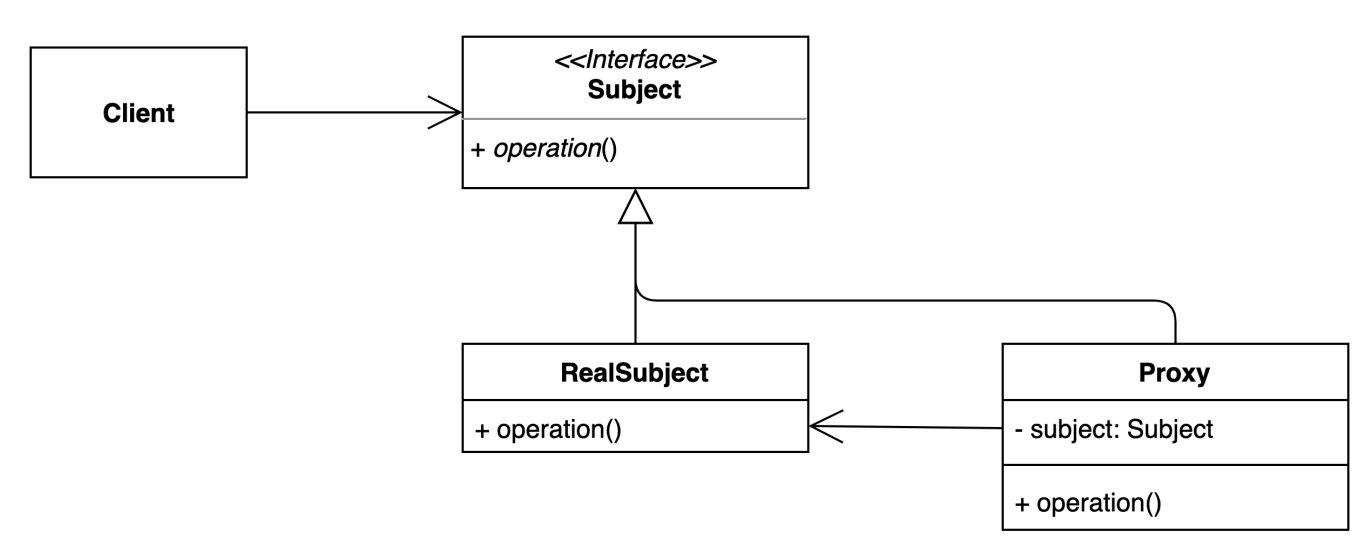 Client
<<Interface>>
Subject
+ operation()
RealSubject
+ operation()
Proxy
- subject: Subject
+ operation()